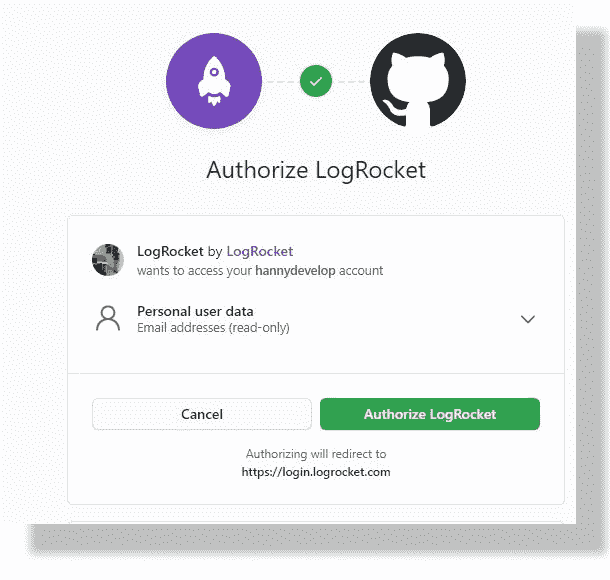 Authorize LogRocket
LogRocket by LogRocket
wants to access your hannydevelop account
Personal user data
Email addresses (read-only)
Cancel
Authorize LogRocket
Authorizing will redirect to
https://login.logrocket.com